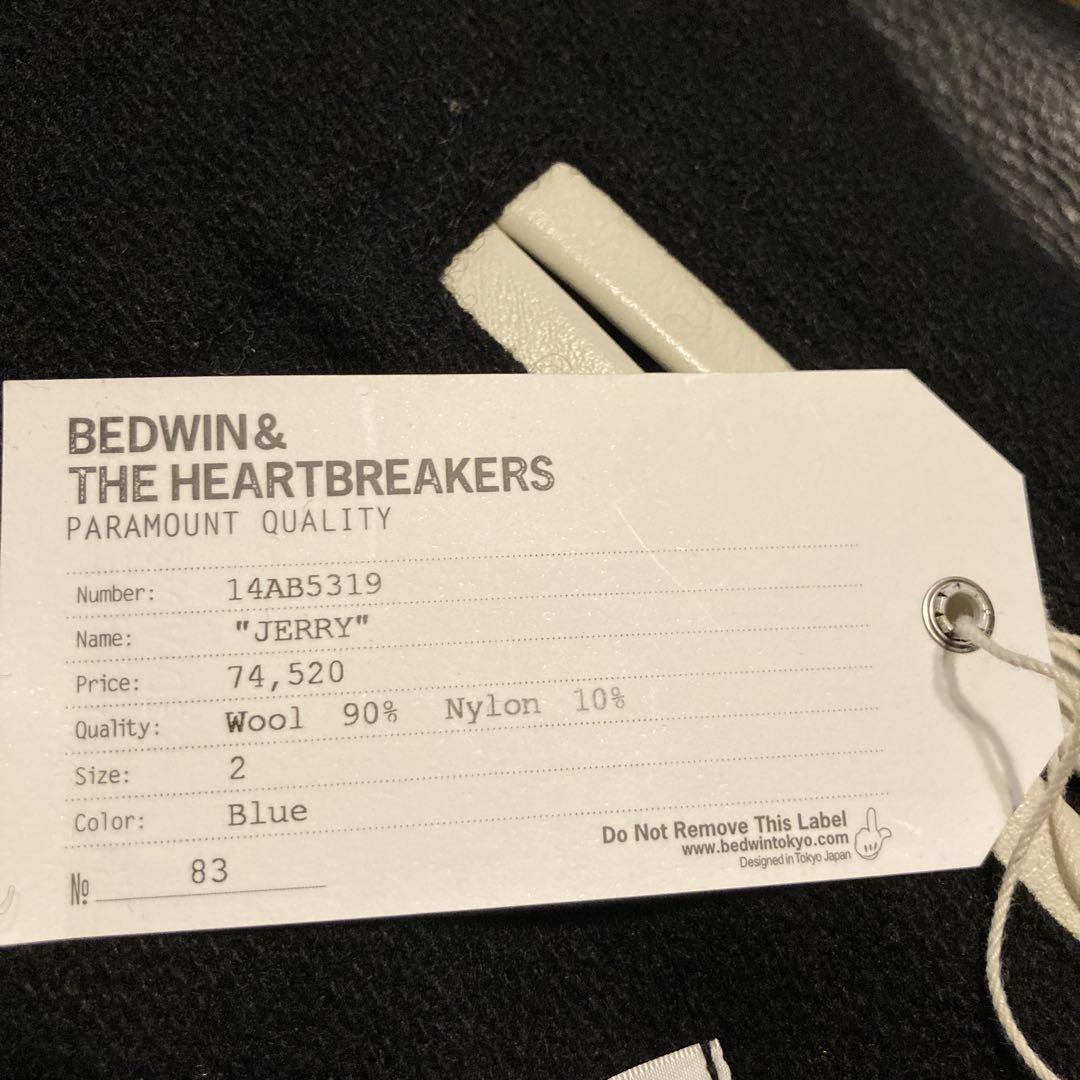 BEDWIN &
THE HEARTBREAKERS
PARAMOUNT QUALITY
Number: 14AB5319
Name: "JERRY"
Price: 74,520
Quality: Wool 90% Nylon 10%
Size: 2
Color: Blue
№ 83
Do Not Remove This Label
www.bedwintokyo.com
Designed in Tokyo Japan